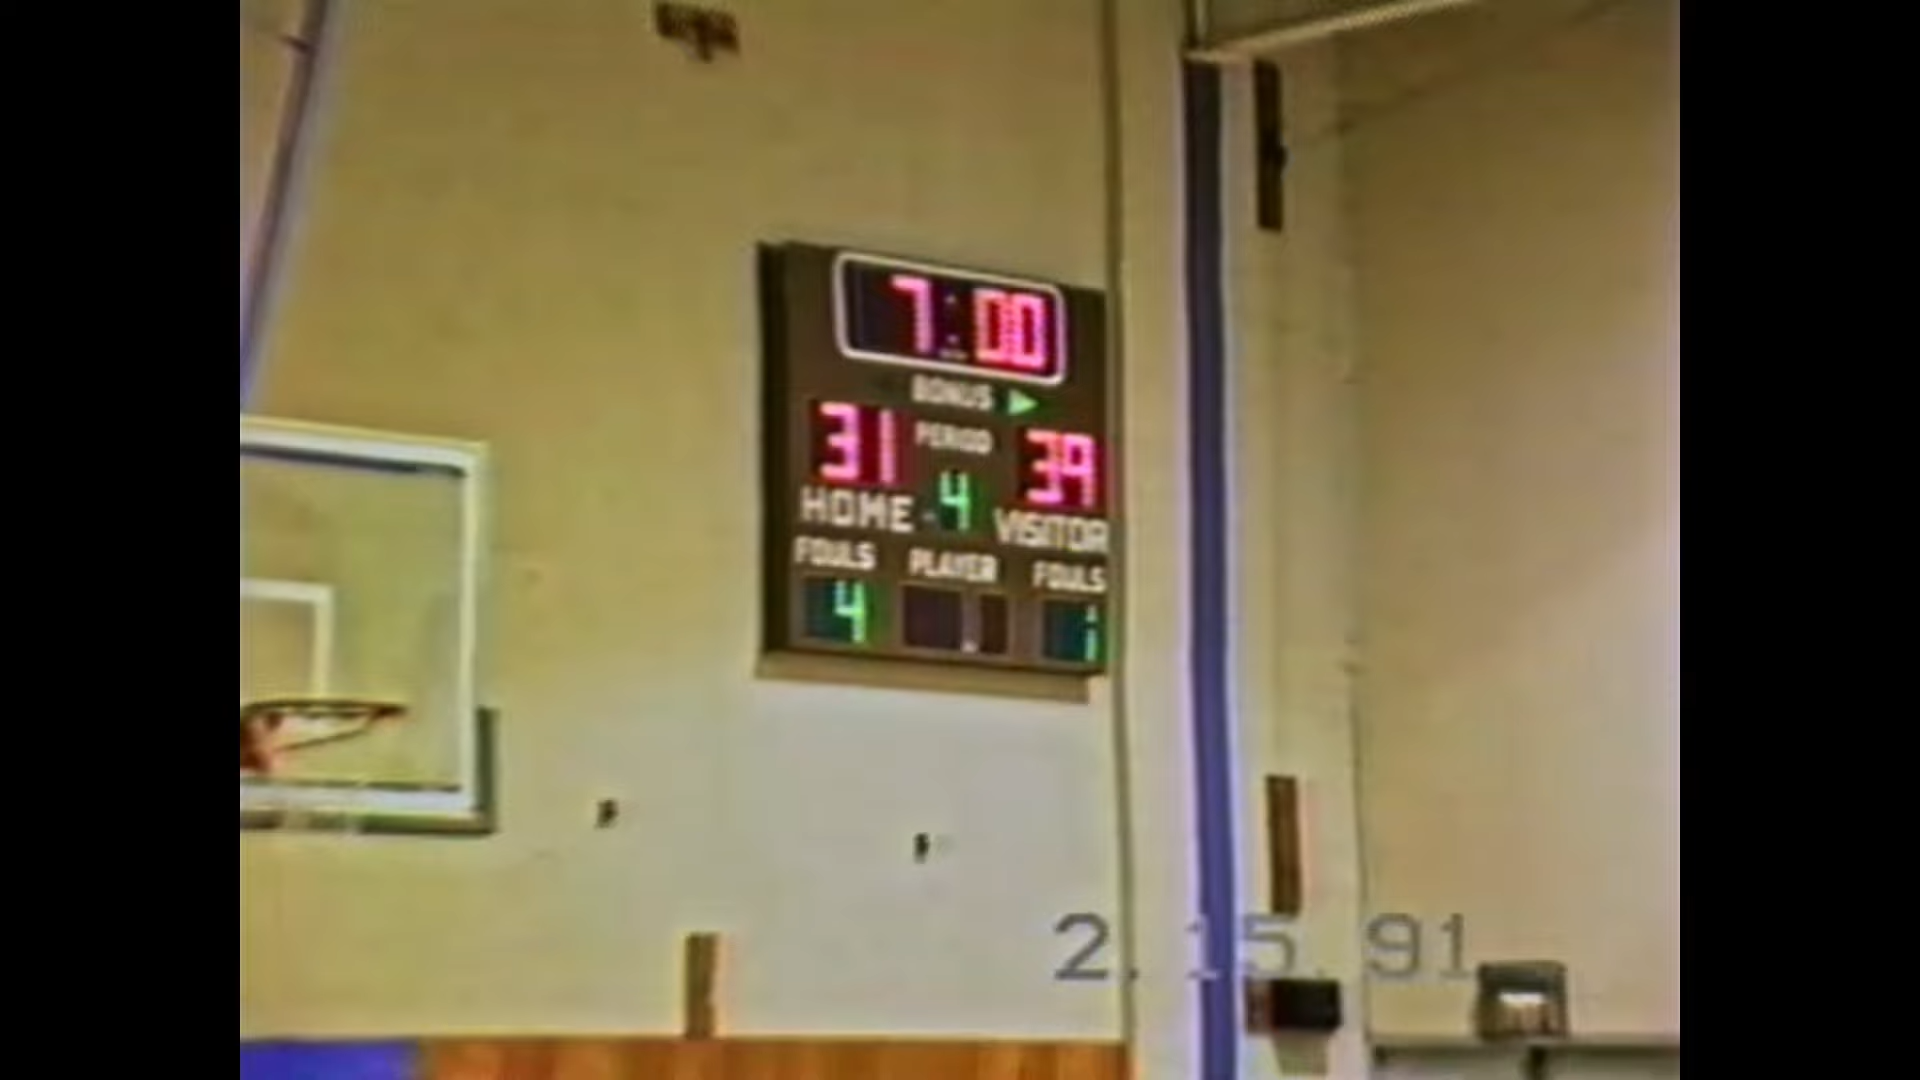 7:00
BONUS ▶
31 PERIOD 39
HOME 4 VISITOR
FOULS PLAYER FOULS
4 1
2.15.91